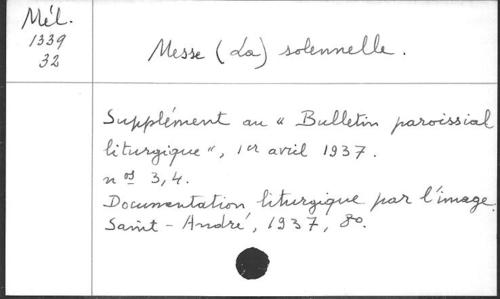 Mél.
1339
32
Messe (La) solennelle.
Supplément au « Bulletin paroissial
liturgique », 1er avril 1937.
nos 3, 4.
Documentation liturgique par l'image.
Saint-André, 1937, 8o.